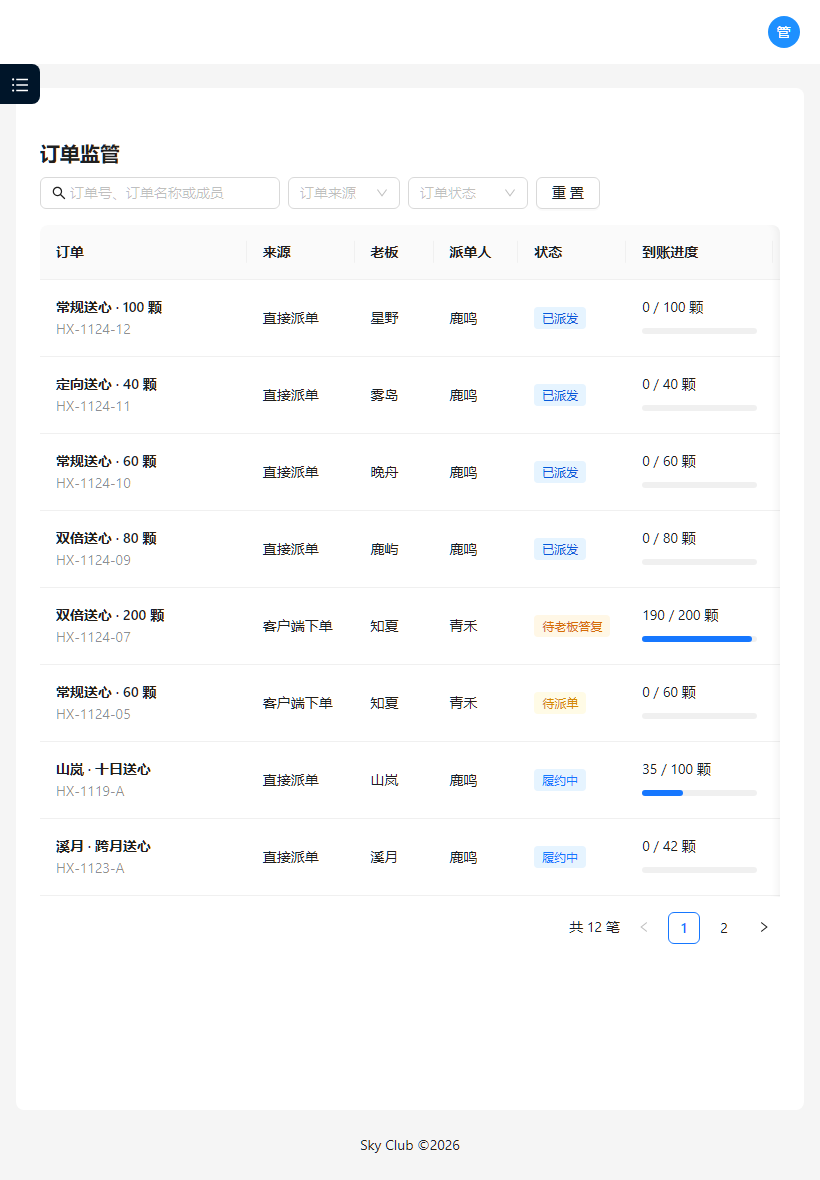 管
订单监管
订单号、订单名称或成员 订单来源 订单状态 重 置
订单 来源 老板 派单人 状态 到账进度
常规送心 · 100 颗
HX-1124-12
直接派单 星野 鹿鸣 已派发 0 / 100 颗
定向送心 · 40 颗
HX-1124-11
直接派单 雾岛 鹿鸣 已派发 0 / 40 颗
常规送心 · 60 颗
HX-1124-10
直接派单 晚舟 鹿鸣 已派发 0 / 60 颗
双倍送心 · 80 颗
HX-1124-09
直接派单 鹿屿 鹿鸣 已派发 0 / 80 颗
双倍送心 · 200 颗
HX-1124-07
客户端下单 知夏 青禾 待老板答复 190 / 200 颗
常规送心 · 60 颗
HX-1124-05
客户端下单 知夏 青禾 待派单 0 / 60 颗
山岚 · 十日送心
HX-1119-A
直接派单 山岚 鹿鸣 履约中 35 / 100 颗
溪月 · 跨月送心
HX-1123-A
直接派单 溪月 鹿鸣 履约中 0 / 42 颗
共 12 笔 1 2
Sky Club ©2026